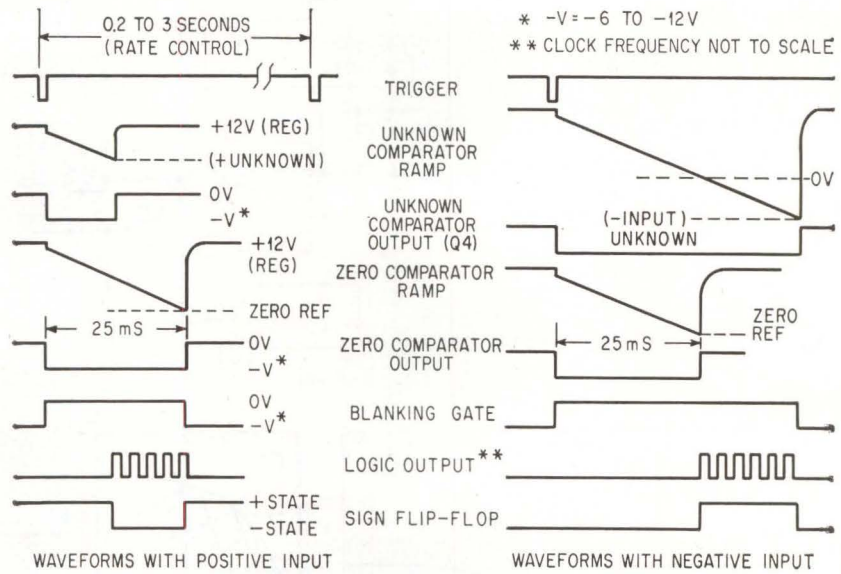 0.2 TO 3 SECONDS
(RATE CONTROL)
* -V = -6 TO -12V
** CLOCK FREQUENCY NOT TO SCALE
TRIGGER
+12V (REG)
(+UNKNOWN)
UNKNOWN
COMPARATOR
RAMP
0V
0V
-V*
UNKNOWN
COMPARATOR
OUTPUT (Q4)
(-INPUT)
UNKNOWN
+12V
(REG)
ZERO REF
ZERO COMPARATOR
RAMP
ZERO
REF
25 mS
0V
-V*
ZERO COMPARATOR
OUTPUT
25 mS
0V
-V*
BLANKING GATE
LOGIC OUTPUT**
+STATE
-STATE
SIGN FLIP-FLOP
WAVEFORMS WITH POSITIVE INPUT
WAVEFORMS WITH NEGATIVE INPUT